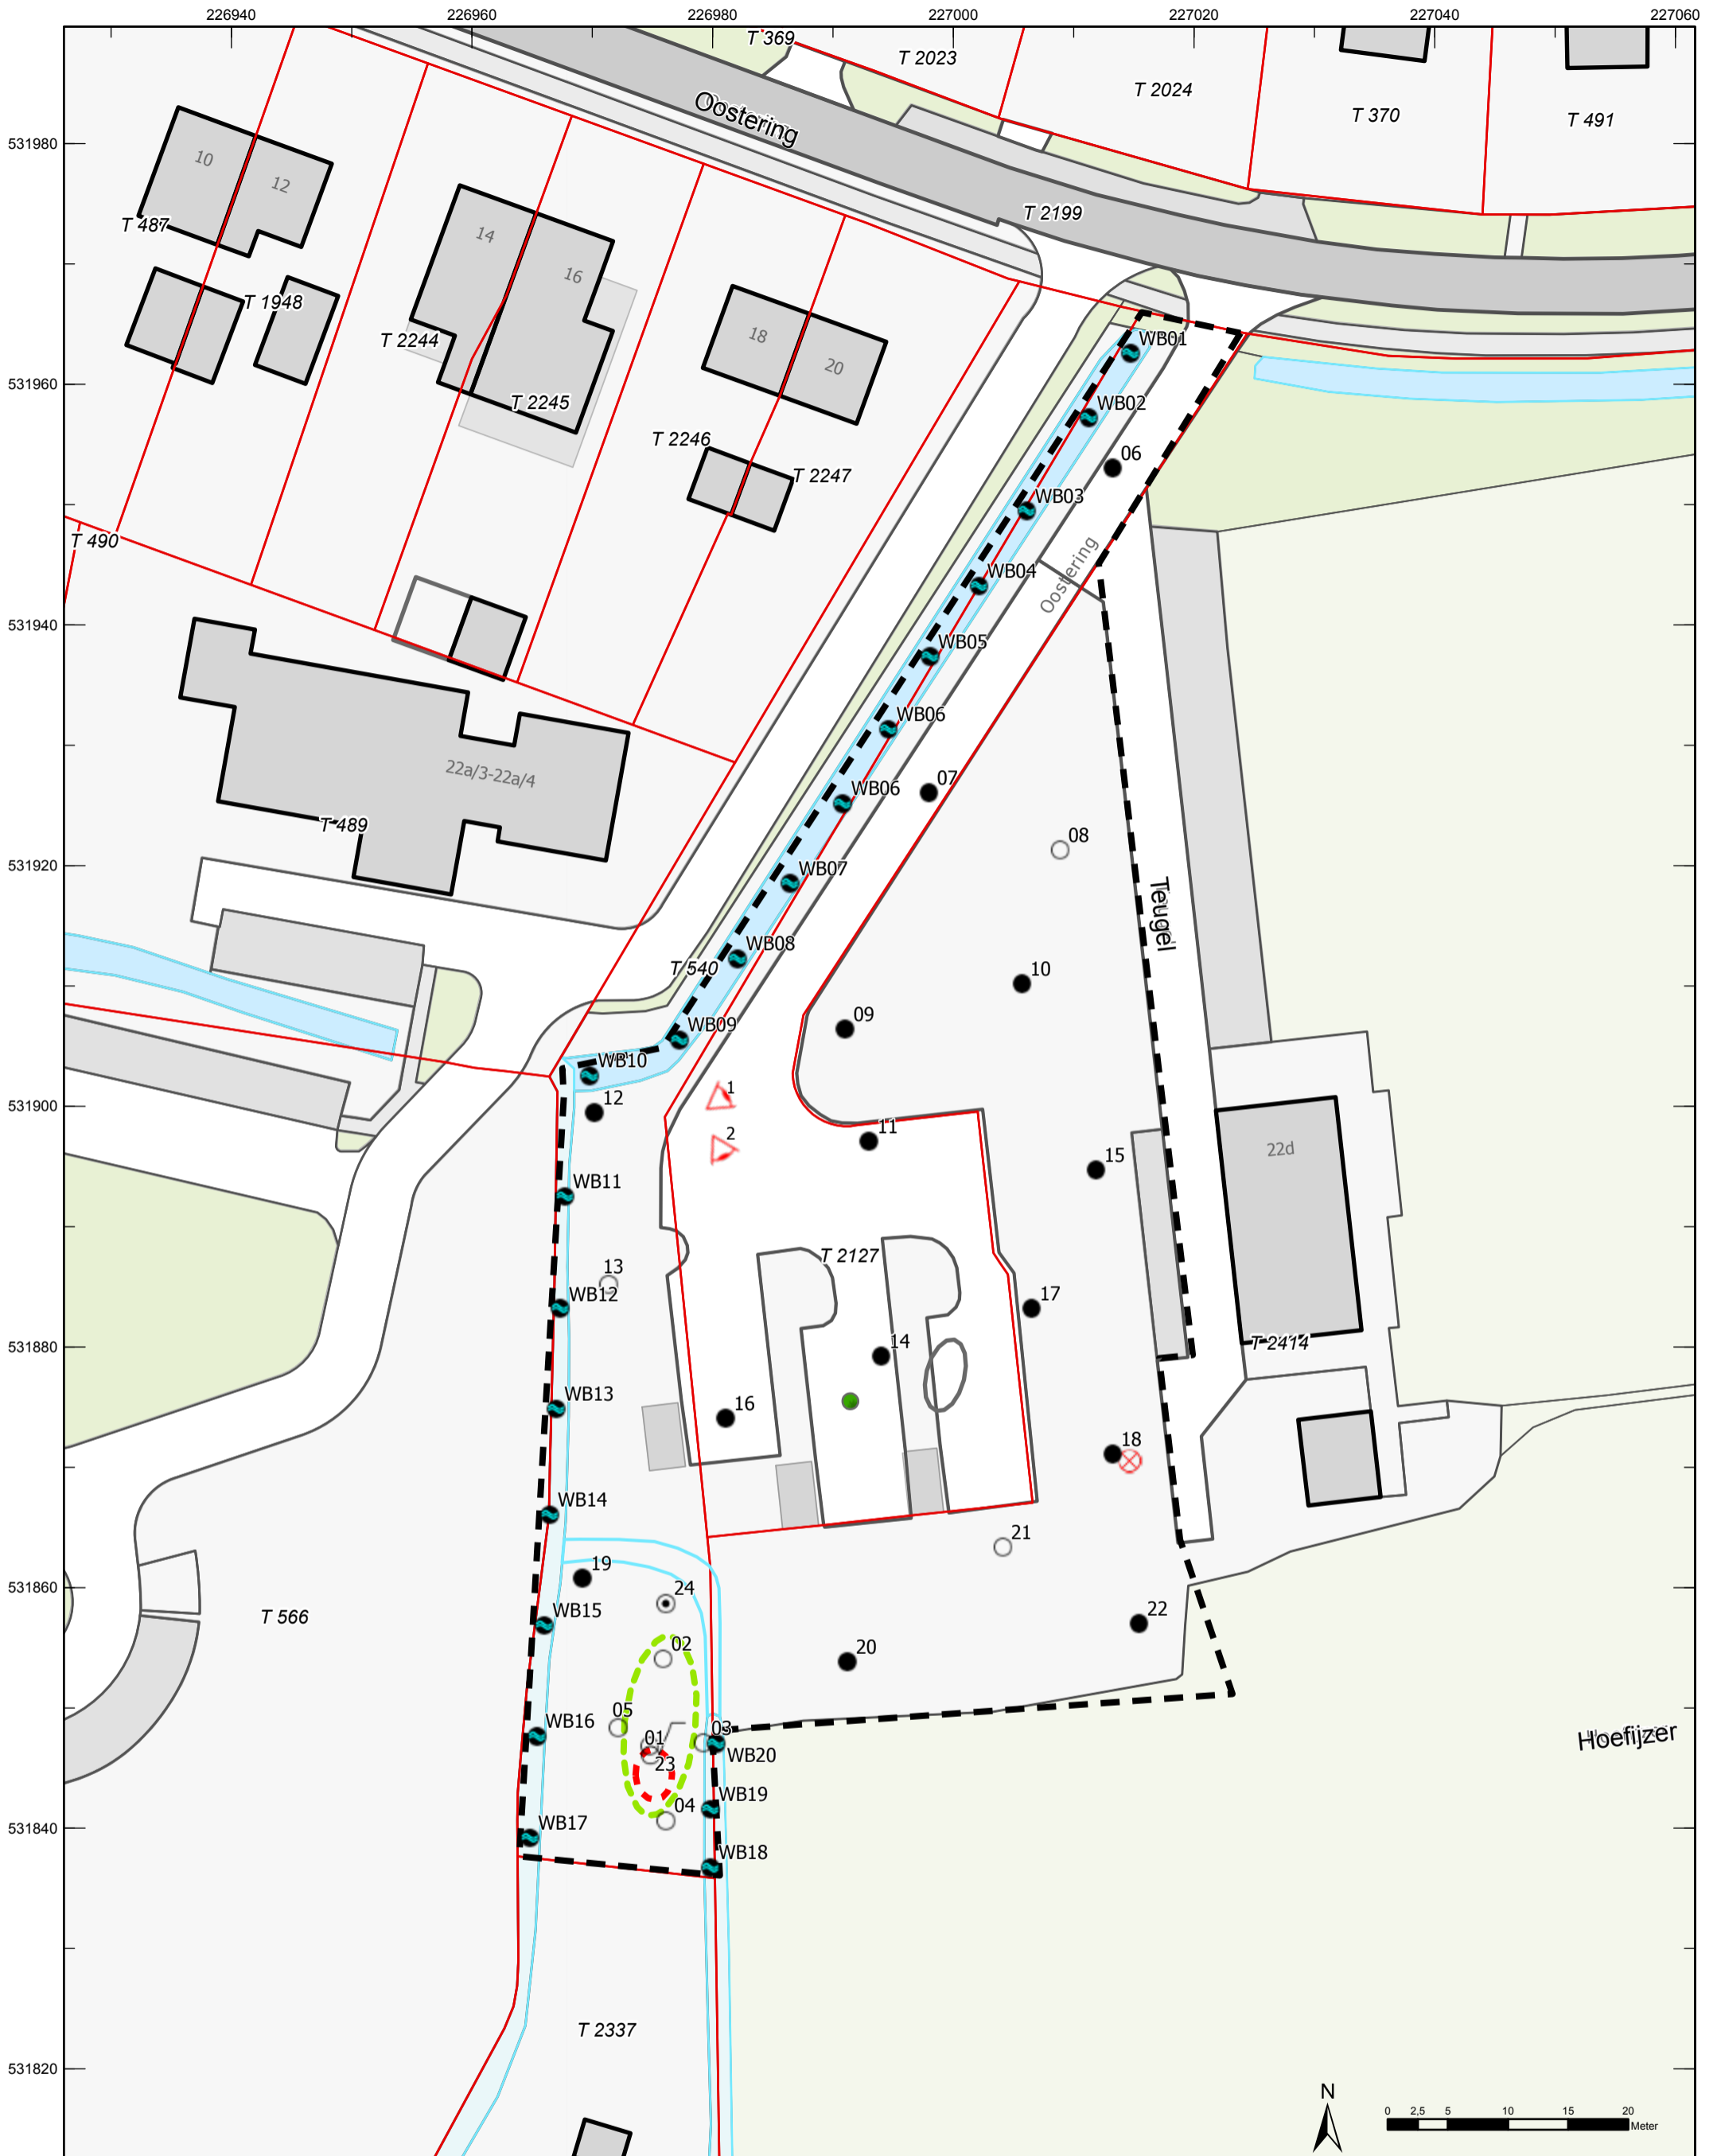 226940 226960 226980 227000 227020 227040 227060
T 369
T 2023
T 2024
T 370
T 491
Oostering
531980
10
12
T 487
14
16
T 2199
T 1948
T 2244
18
20
WB01
531960
T 2245
WB02
T 2246
06
T 2247
WB03
T 490
Oostering
WB04
531940
WB05
WB06
22a/3-22a/4
WB06
07
T 489
08
531920
WB07
Teugel
WB08
T 540
10
09
WB09
WB10
1
531900
12
2
11
22d
15
WB11
T 2127
13
WB12
17
14
T 2414
531880
WB13
16
18
WB14
21
19
531860
24
WB15
T 566
22
02
20
05
WB16
01
03
Hoefijzer
WB20
23
WB19
04
WB17
531840
WB18
T 2337
531820
N
0 2,5 5 10 15 20
Meter